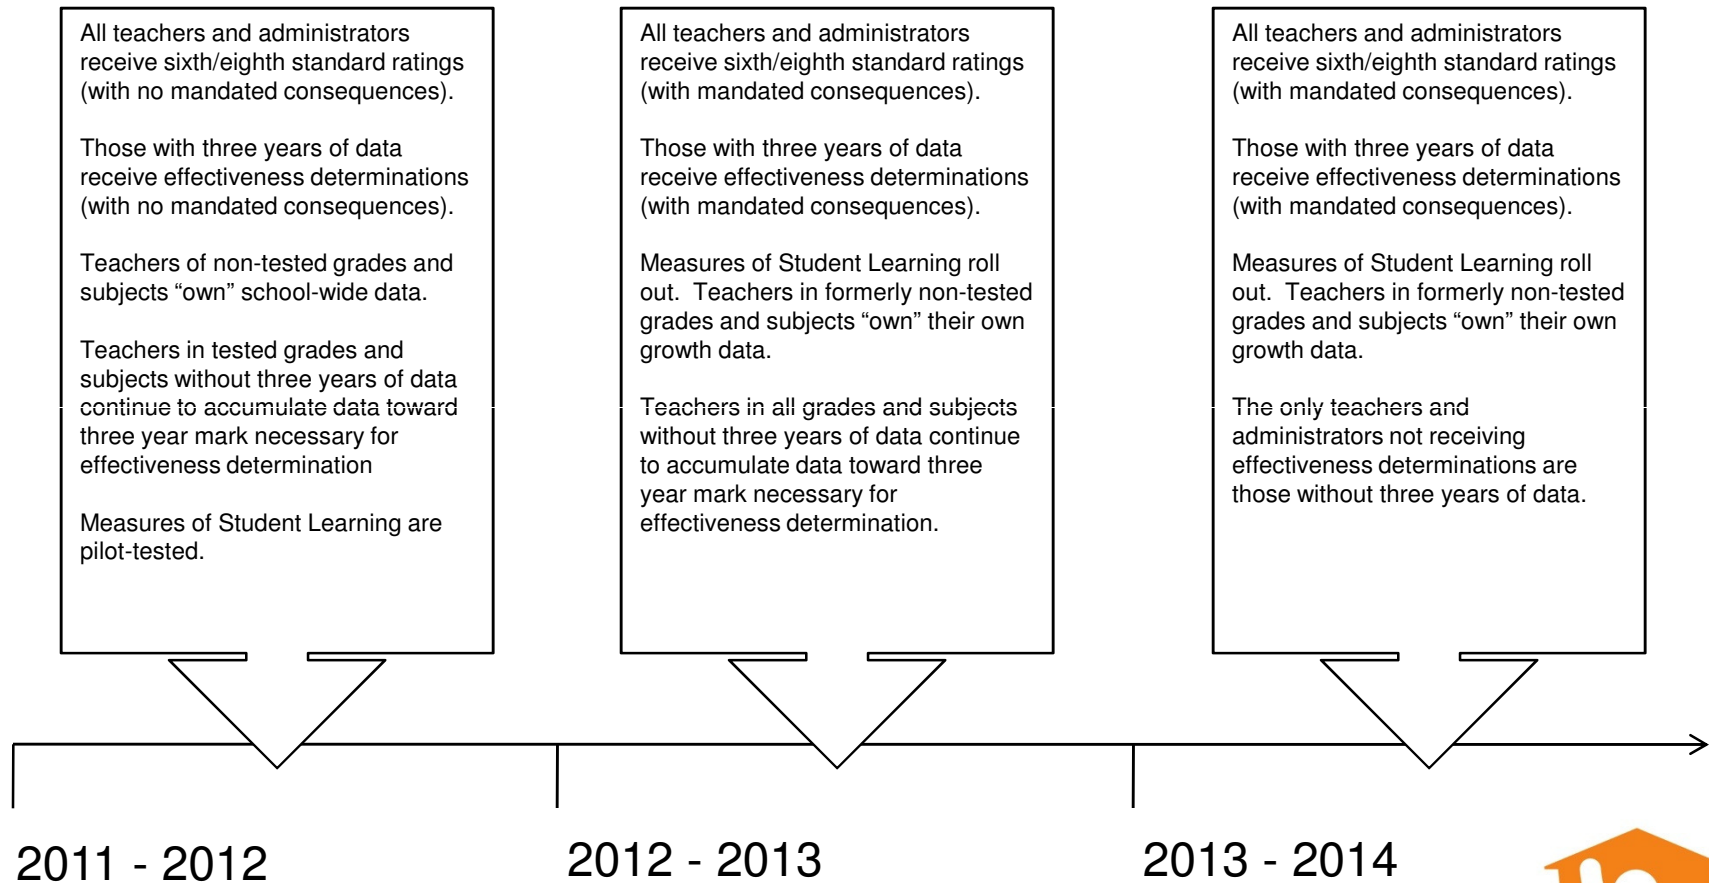 All teachers and administrators
receive sixth/eighth standard ratings
(with no mandated consequences).
Those with three years of data
receive effectiveness determinations
(with no mandated consequences).
Teachers of non-tested grades and
subjects “own” school-wide data.
Teachers in tested grades and
subjects without three years of data
continue to accumulate data toward
three year mark necessary for
effectiveness determination
Measures of Student Learning are
pilot-tested.
All teachers and administrators
receive sixth/eighth standard ratings
(with mandated consequences).
Those with three years of data
receive effectiveness determinations
(with mandated consequences).
Measures of Student Learning roll
out.  Teachers in formerly non-tested
grades and subjects “own” their own
growth data.
Teachers in all grades and subjects
without three years of data continue
to accumulate data toward three
year mark necessary for
effectiveness determination.
All teachers and administrators
receive sixth/eighth standard ratings
(with mandated consequences).
Those with three years of data
receive effectiveness determinations
(with mandated consequences).
Measures of Student Learning roll
out.  Teachers in formerly non-tested
grades and subjects “own” their own
growth data.
The only teachers and
administrators not receiving
effectiveness determinations are
those without three years of data.
2011 - 2012
2012 - 2013
2013 - 2014